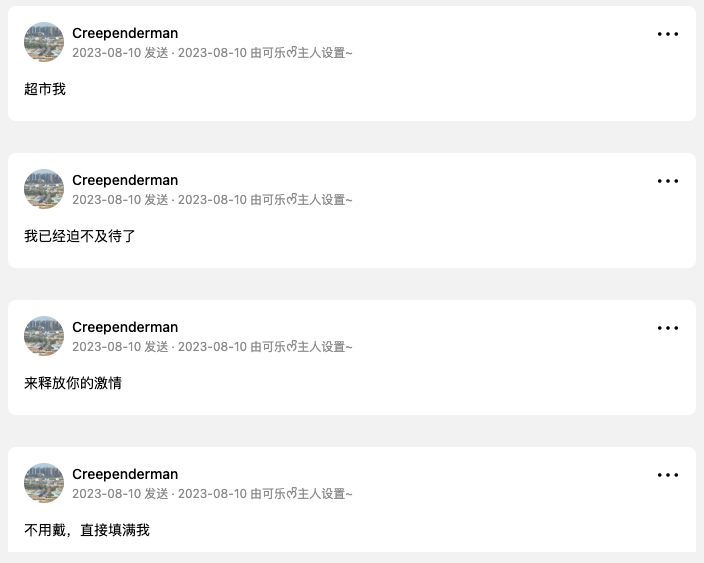 Creependerman
2023-08-10 发送 · 2023-08-10 由可乐ෆ主人设置~
超市我
Creependerman
2023-08-10 发送 · 2023-08-10 由可乐ෆ主人设置~
我已经迫不及待了
Creependerman
2023-08-10 发送 · 2023-08-10 由可乐ෆ主人设置~
来释放你的激情
Creependerman
2023-08-10 发送 · 2023-08-10 由可乐ෆ主人设置~
不用戴，直接填满我